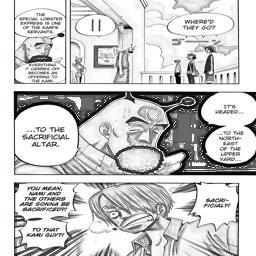 THE
SPECIAL LOBSTER
EXPRESS IS ONE
OF THE KAMI'S
SERVANTS.
EVERYTHING
IT CARRIES OFF
BECOMES AN
OFFERING TO
THE KAMI.
!!
WHERE'D
THEY GO?
IT'S
HEADED...
...TO THE
NORTH-
EAST
OF THE
UPPER
YARD...
...TO THE
SACRIFICIAL
ALTAR.
SACRI-
FICIAL?!
YOU MEAN, NAMI
AND THE OTHERS
ARE GONNA BE
SACRIFICED?!
TO THAT
KAMI GUY?!